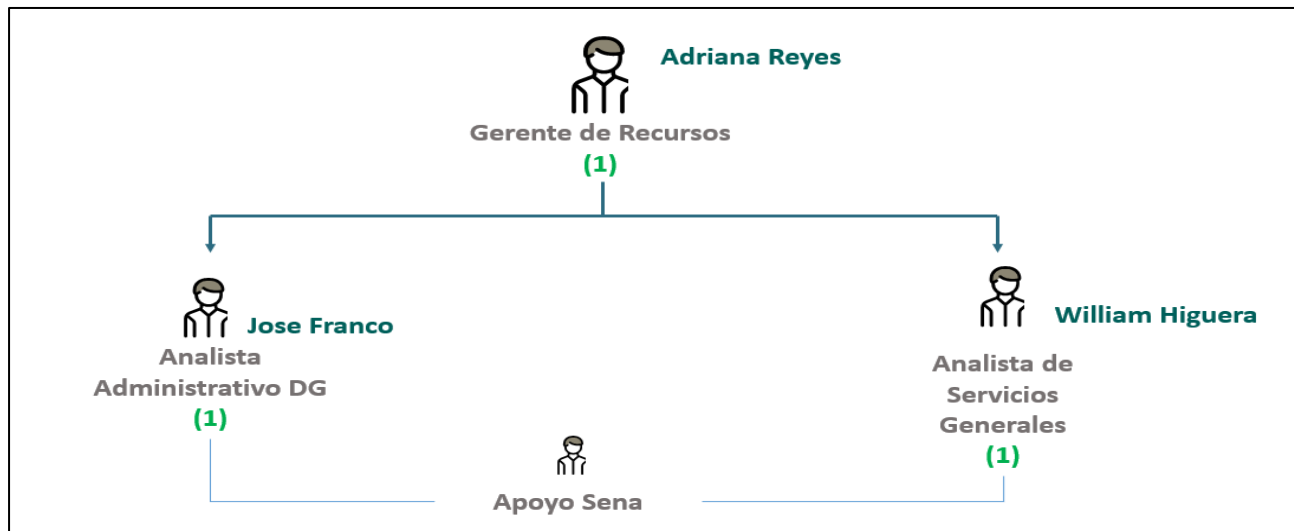 Adriana Reyes
Gerente de Recursos
(1)
Jose Franco
Analista
Administrativo DG
(1)
William Higuera
Analista de
Servicios
Generales
(1)
Apoyo Sena